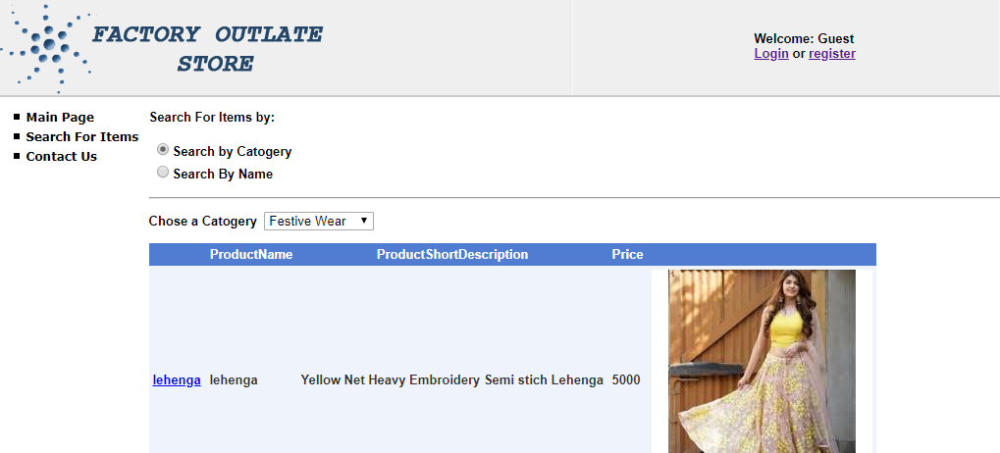 FACTORY OUTLATE
STORE
Welcome: Guest
Login or register
Main Page
Search For Items
Contact Us
Search For Items by:
Search by Catogery
Search By Name
Chose a Catogery Festive Wear
ProductName ProductShortDescription Price
lehenga lehenga Yellow Net Heavy Embroidery Semi stich Lehenga 5000